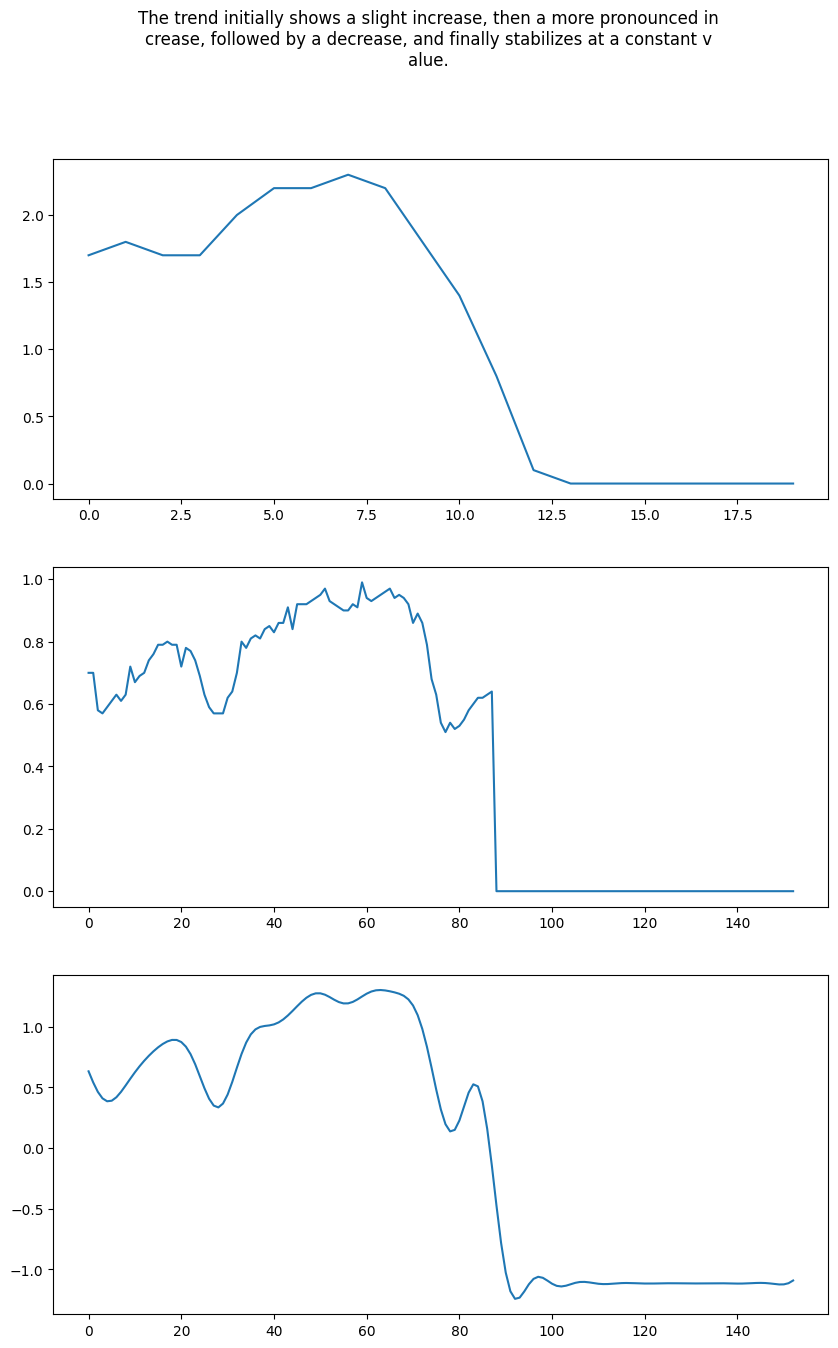 The trend initially shows a slight increase, then a more pronounced in
crease, followed by a decrease, and finally stabilizes at a constant v
alue.
2.0
1.5
1.0
0.5
0.0
0.0 2.5 5.0 7.5 10.0 12.5 15.0 17.5
1.0
0.8
0.6
0.4
0.2
0.0
0 20 40 60 80 100 120 140
1.0
0.5
0.0
−0.5
−1.0
0 20 40 60 80 100 120 140